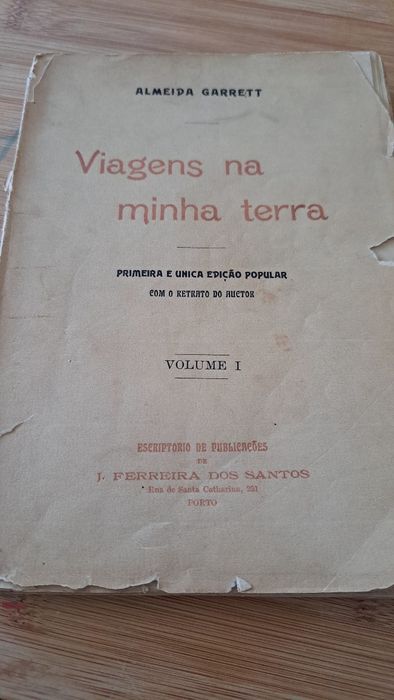 ALMEIDA GARRETT
Viagens na
minha terra
PRIMEIRA E UNICA EDIÇÃO POPULAR
COM O RETRATO DO AUCTOR
VOLUME I
ESCRIPTORIO DE PUBLICAÇÕES
DE
J. FERREIRA DOS SANTOS
Rua de Santa Catharina, 231
PORTO